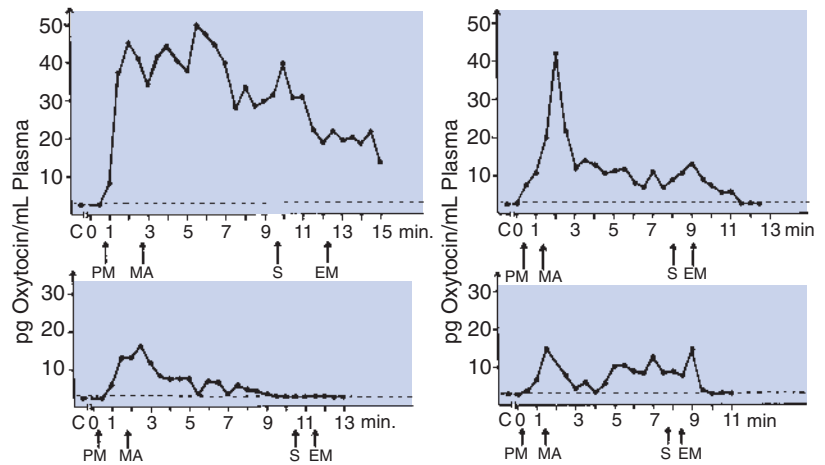 pg Oxytocin/mL Plasma
50
40
30
20
10
C 0 1 3 5 7 9 11 13 15 min.
PM MA S EM
30
20
10
C 0 1 3 5 7 9 11 13 min.
PM MA S EM
pg Oxytocin/mL Plasma
50
40
30
20
10
C 0 1 3 5 7 9 11 13 min
PM MA S EM
30
20
10
C 0 1 3 5 7 9 11 min
PM MA S EM